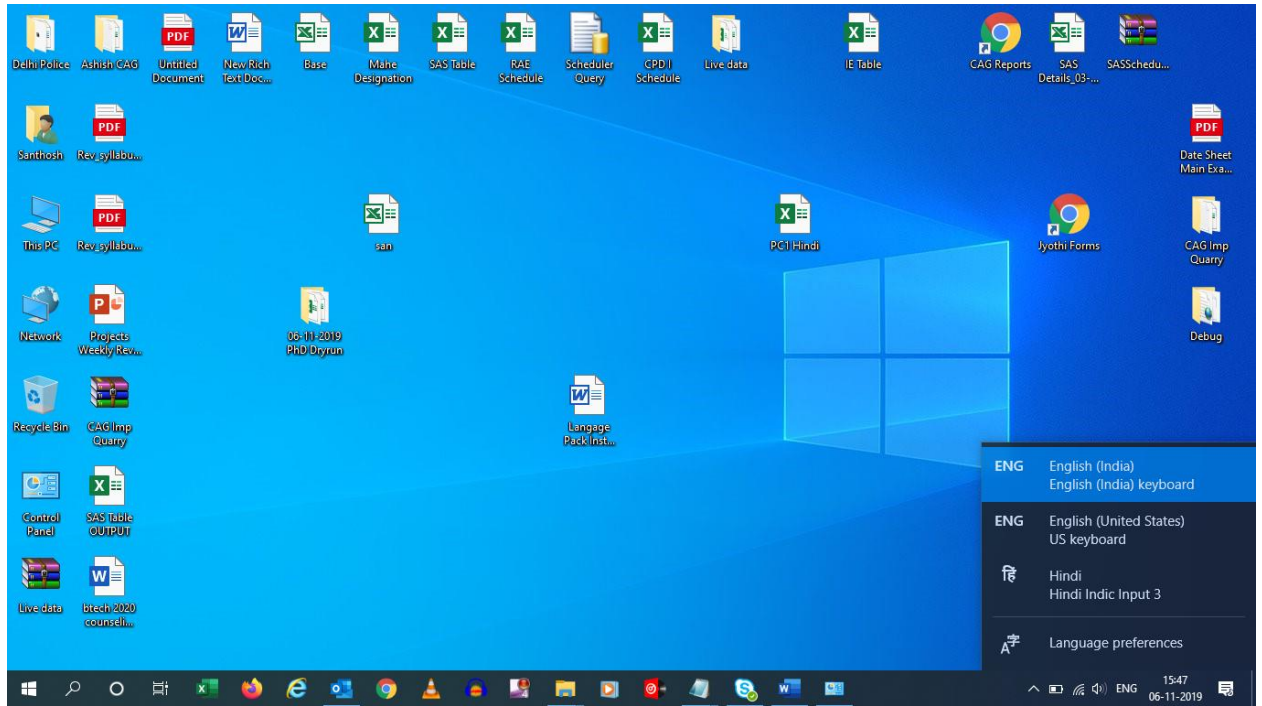 Delhi Police
Ashish CAG
Untitled
Document
New Rich
Text Doc...
Base
Mahe
Designation
SAS Table
RAE
Schedule
Scheduler
Query
CPD I
Schedule
Live data
IE Table
CAG Reports
SAS
Details_03-...
SASSchedu...
Santhosh
Rev_syllabu...
Date Sheet
Main Exa...
This PC
Rev_syllabu...
san
PC1 Hindi
Jyothi Forms
CAG Imp
Quarry
Network
Projects
Weekly Rev...
06-11-2019
PhD Dryrun
Debug
Recycle Bin
CAG Imp
Quarry
Langage
Pack Inst...
Control
Panel
SAS Table
OUTPUT
Live data
btech 2020
counseli...
ENG English (India)
English (India) keyboard
ENG English (United States)
US keyboard
हि Hindi
Hindi Indic Input 3
Language preferences
ENG
15:47
06-11-2019